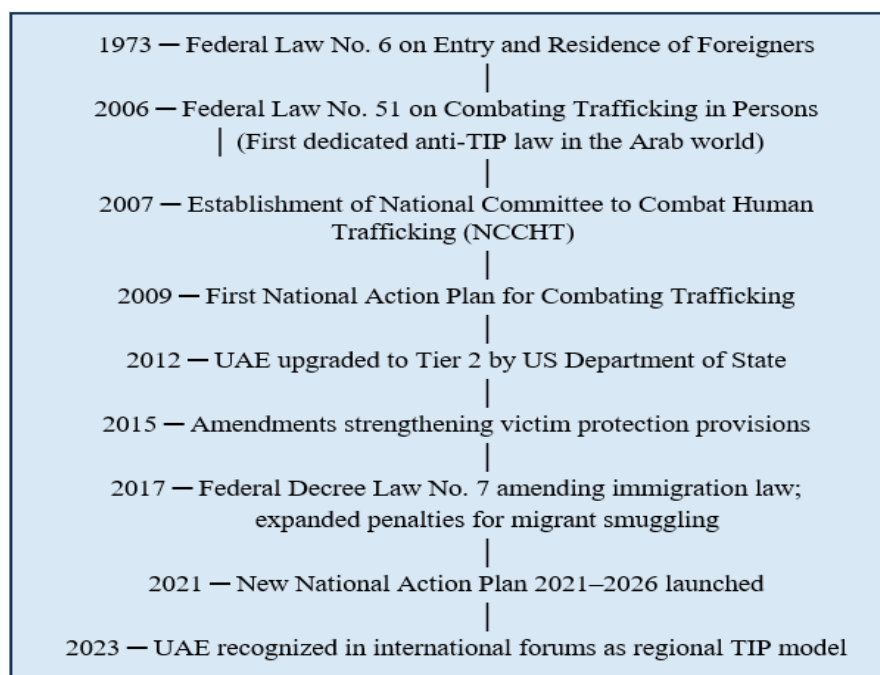 1973 — Federal Law No. 6 on Entry and Residence of Foreigners
2006 — Federal Law No. 51 on Combating Trafficking in Persons
(First dedicated anti-TIP law in the Arab world)
2007 — Establishment of National Committee to Combat Human
Trafficking (NCCHT)
2009 — First National Action Plan for Combating Trafficking
2012 — UAE upgraded to Tier 2 by US Department of State
2015 — Amendments strengthening victim protection provisions
2017 — Federal Decree Law No. 7 amending immigration law;
expanded penalties for migrant smuggling
2021 — New National Action Plan 2021–2026 launched
2023 — UAE recognized in international forums as regional TIP model